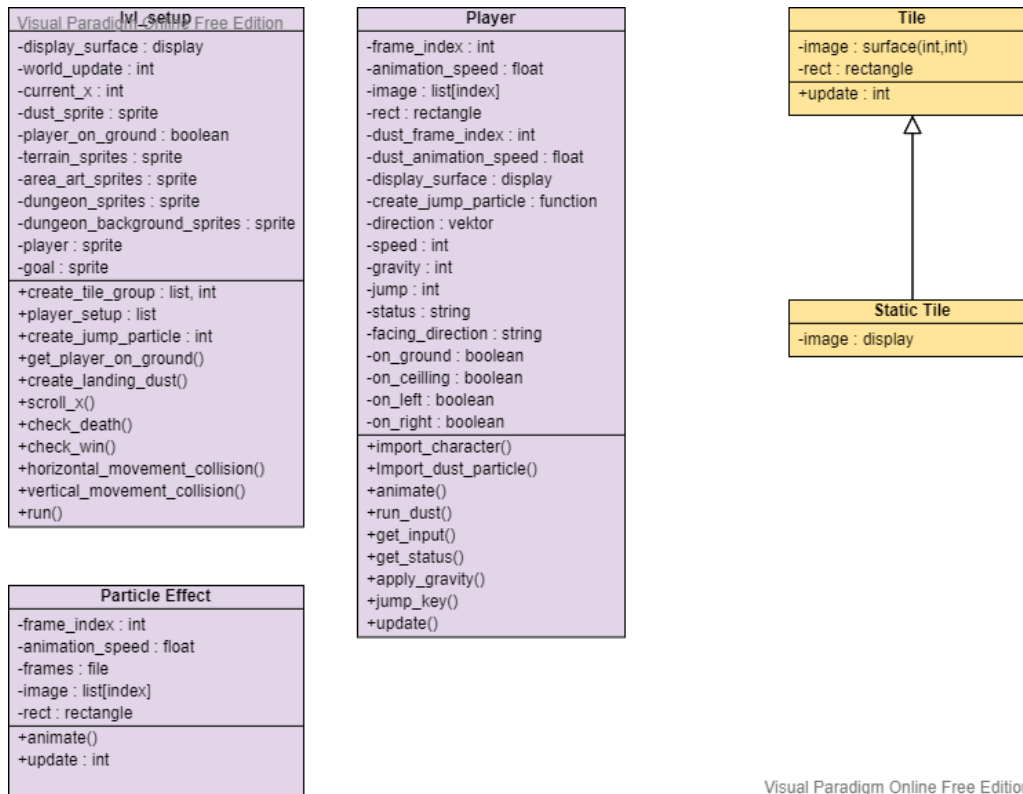 lvl_setup
Visual Paradigm Online Free Edition
-display_surface : display
-world_update : int
-current_x : int
-dust_sprite : sprite
-player_on_ground : boolean
-terrain_sprites : sprite
-area_art_sprites : sprite
-dungeon_sprites : sprite
-dungeon_background_sprites : sprite
-player : sprite
-goal : sprite
+create_tile_group : list, int
+player_setup : list
+create_jump_particle : int
+get_player_on_ground()
+create_landing_dust()
+scroll_x()
+check_death()
+check_win()
+horizontal_movement_collision()
+vertical_movement_collision()
+run()
Particle Effect
-frame_index : int
-animation_speed : float
-frames : file
-image : list[index]
-rect : rectangle
+animate()
+update : int
Player
-frame_index : int
-animation_speed : float
-image : list[index]
-rect : rectangle
-dust_frame_index : int
-dust_animation_speed : float
-display_surface : display
-create_jump_particle : function
-direction : vektor
-speed : int
-gravity : int
-jump : int
-status : string
-facing_direction : string
-on_ground : boolean
-on_ceilling : boolean
-on_left : boolean
-on_right : boolean
+import_character()
+Import_dust_particle()
+animate()
+run_dust()
+get_input()
+get_status()
+apply_gravity()
+jump_key()
+update()
Tile
-image : surface(int,int)
-rect : rectangle
+update : int
Static Tile
-image : display
Visual Paradigm Online Free Edition